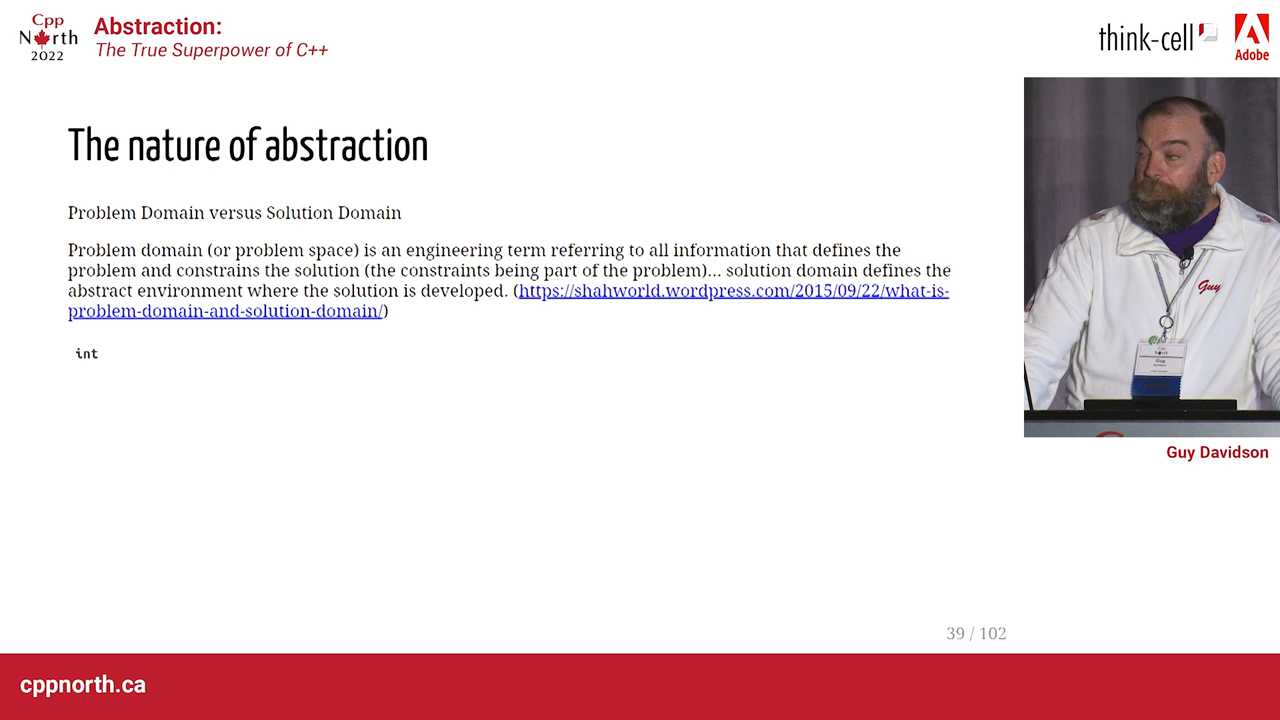 Cpp
North
2022
Abstraction:
The True Superpower of C++
think-cell
Adobe
The nature of abstraction
Problem Domain versus Solution Domain
Problem domain (or problem space) is an engineering term referring to all information that defines the
problem and constrains the solution (the constraints being part of the problem)... solution domain defines the
abstract environment where the solution is developed. (https://shahworld.wordpress.com/2015/09/22/what-is-
problem-domain-and-solution-domain/)
int
Guy
Cpp
North
Guy
Guy Davidson
39 / 102
cppnorth.ca